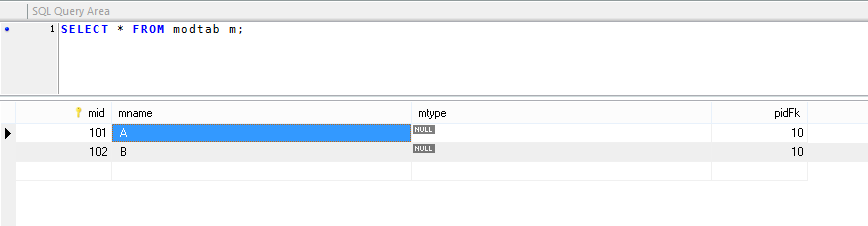 SQL Query Area
1 SELECT * FROM modtab m;
mid mname mtype pidFk
101 A NULL 10
102 B NULL 10